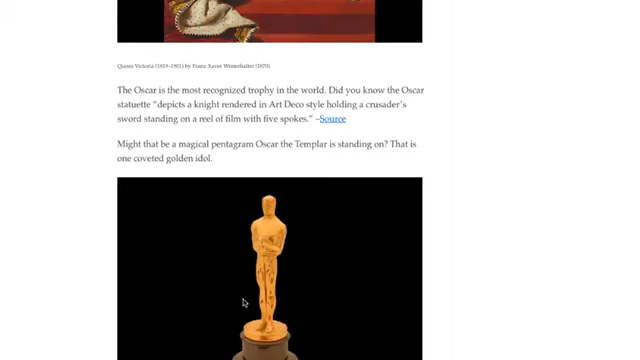 Queen Victoria (1819–1901) by Franz Xaver Winterhalter (1870)
The Oscar is the most recognized trophy in the world. Did you know the Oscar
statuette “depicts a knight rendered in Art Deco style holding a crusader’s
sword standing on a reel of film with five spokes.” –Source
Might that be a magical pentagram Oscar the Templar is standing on? That is
one coveted golden idol.